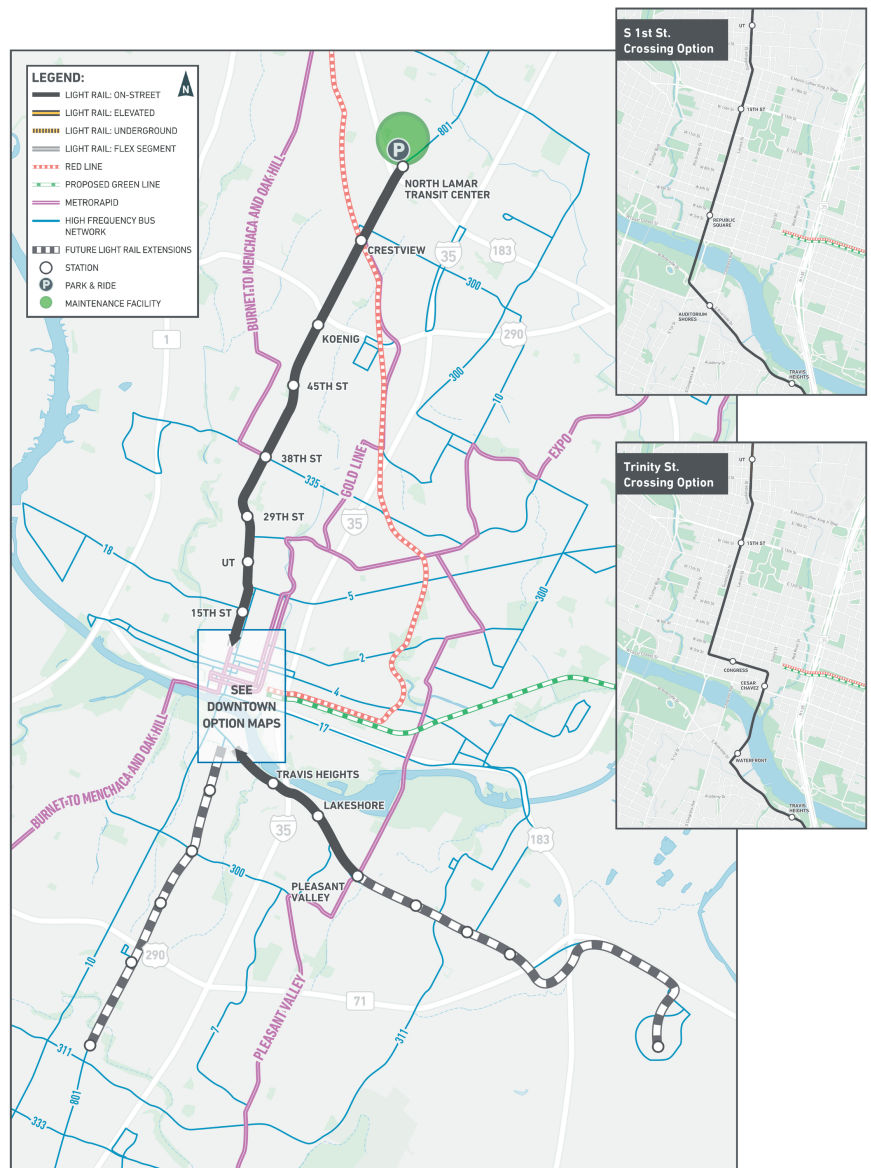 LEGEND:
N
LIGHT RAIL: ON-STREET
LIGHT RAIL: ELEVATED
LIGHT RAIL: UNDERGROUND
LIGHT RAIL: FLEX SEGMENT
RED LINE
PROPOSED GREEN LINE
METRORAPID
HIGH FREQUENCY BUS
NETWORK
FUTURE LIGHT RAIL EXTENSIONS
STATION
P
PARK & RIDE
MAINTENANCE FACILITY
P
801
NORTH LAMAR
TRANSIT CENTER
BURNET:TO MENCHACA AND OAK HILL
CRESTVIEW
35
183
300
1
KOENIG
290
45TH ST
300
10
38TH ST
335
GOLD LINE
EXPO
29TH ST
35
18
UT
5
300
15TH ST
2
SEE
DOWNTOWN
OPTION MAPS
4
17
BURNET:TO MENCHACA AND OAK HILL
TRAVIS HEIGHTS
LAKESHORE
35
183
300
PLEASANT
VALLEY
10
290
71
7
PLEASANT VALLEY
311
311
801
333
S 1st St.
Crossing Option
UT
15TH ST
REPUBLIC
SQUARE
AUDITORIUM
SHORES
TRAVIS
HEIGHTS
Trinity St.
Crossing Option
UT
15TH ST
CONGRESS
CESAR
CHAVEZ
WATERFRONT
TRAVIS
HEIGHTS